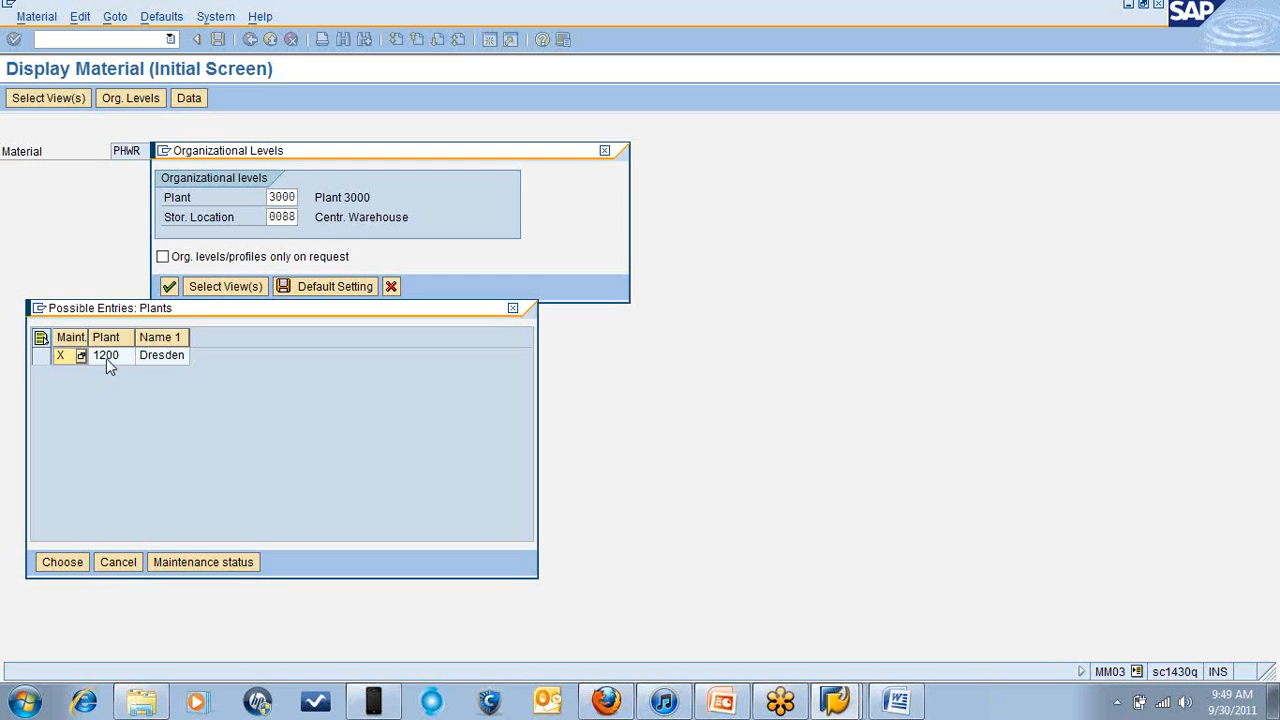 Material Edit Goto Defaults System Help
SAP
Display Material (Initial Screen)
Select View(s) Org. Levels Data
Material PHWR
Organizational Levels
Organizational levels
Plant 3000 Plant 3000
Stor. Location 0088 Centr. Warehouse
Org. levels/profiles only on request
Select View(s) Default Setting
Possible Entries: Plants
Maint. Plant Name 1
X 1200 Dresden
Choose Cancel Maintenance status
MM03 sc1430q INS
9:49 AM
9/30/2011